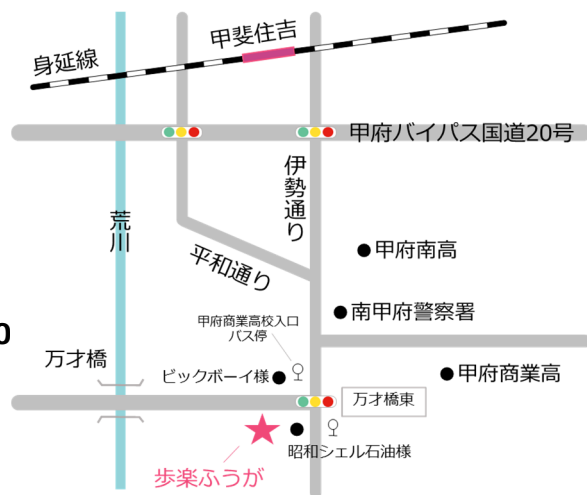 甲斐住吉
身延線
甲府バイパス国道20号
伊勢通り
荒川
平和通り
甲府南高
南甲府警察署
甲府商業高校入口
バス停
0
万才橋
ビックボーイ様
甲府商業高
万才橋東
昭和シェル石油様
歩楽ふうが